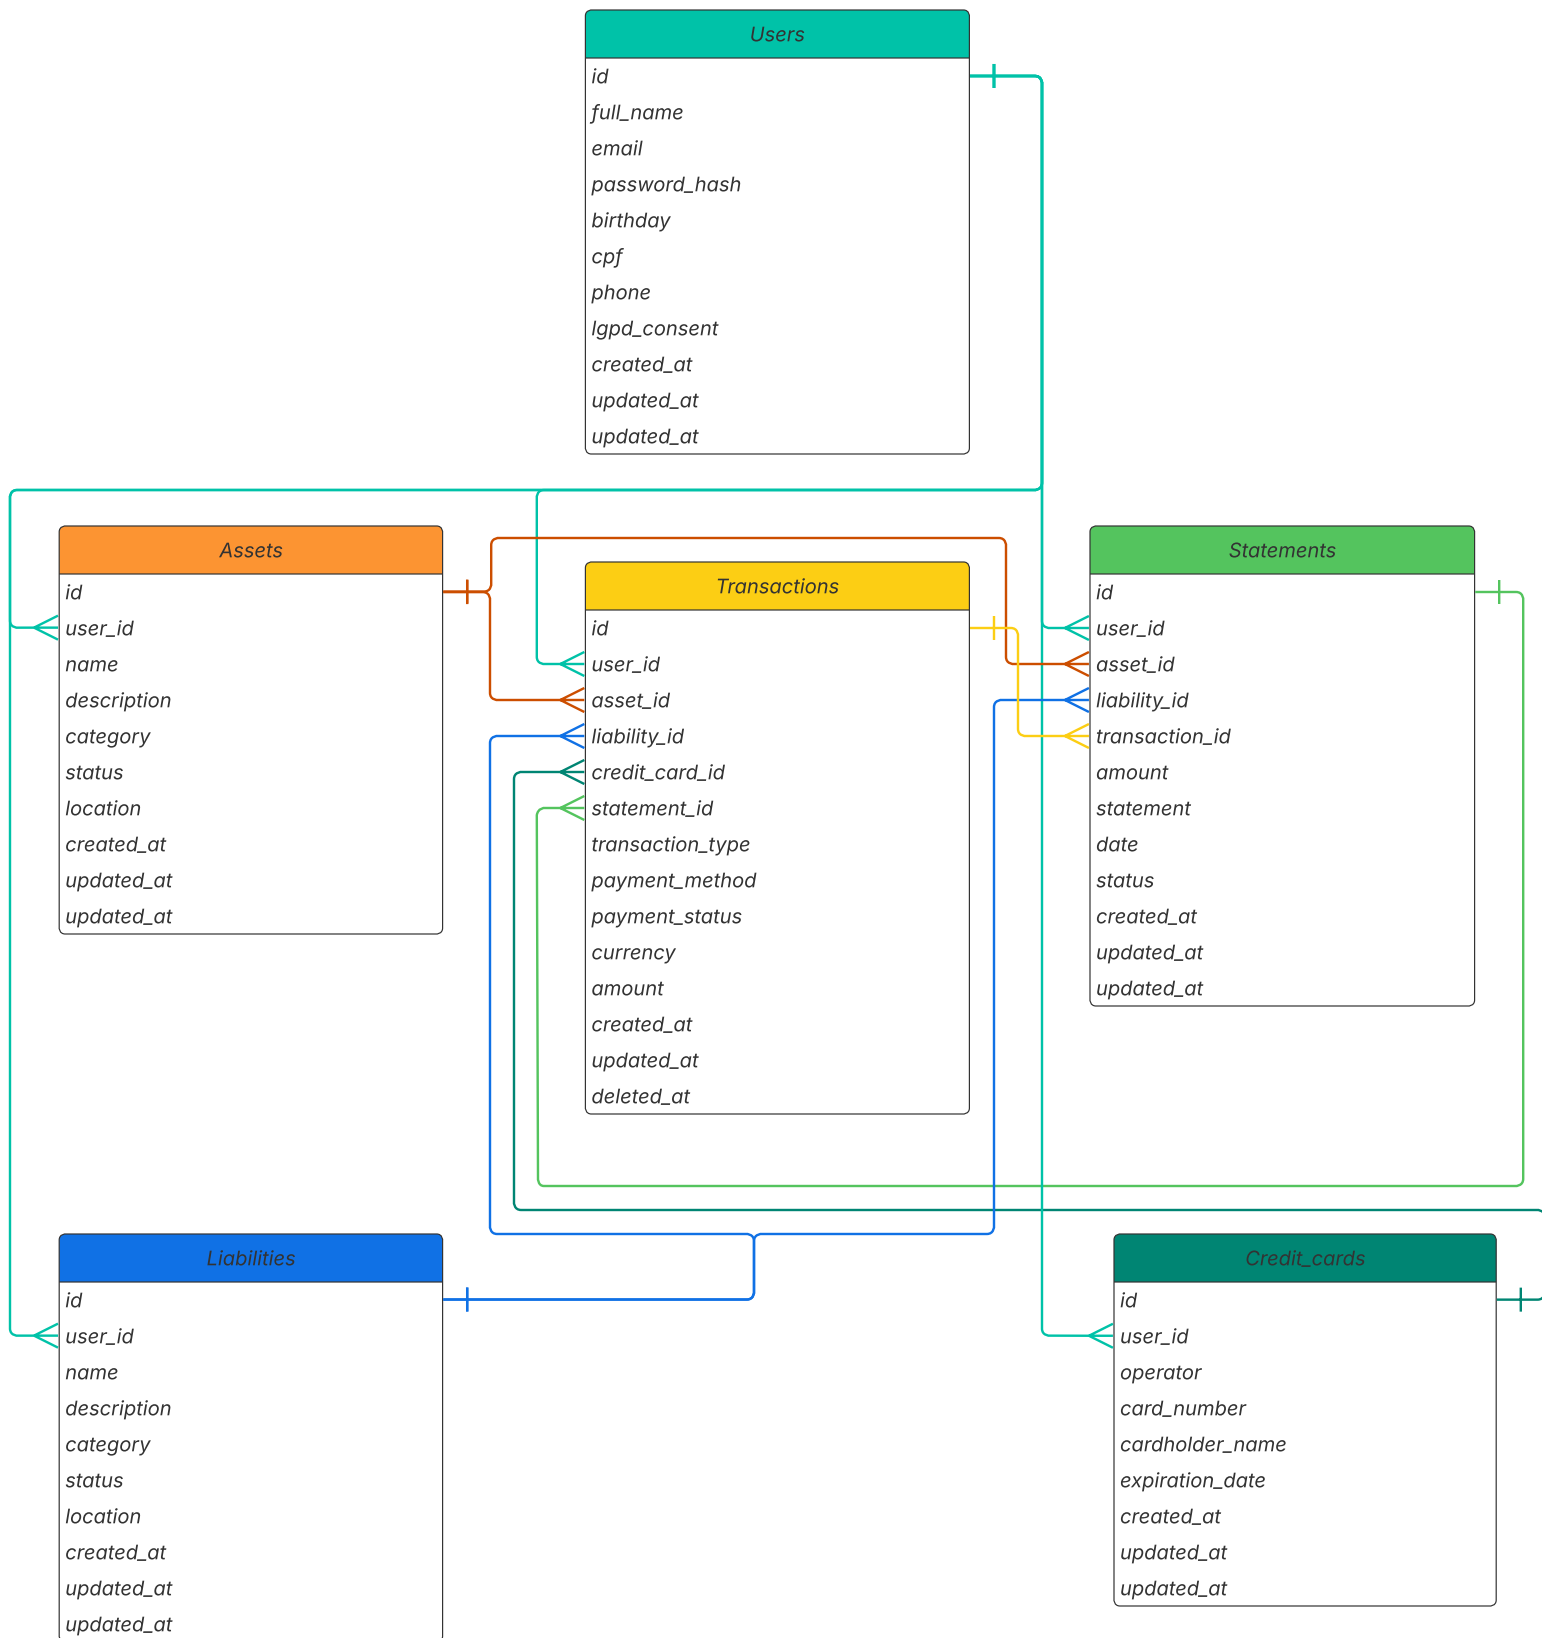 Users
id
full_name
email
password_hash
birthday
cpf
phone
lgpd_consent
created_at
updated_at
updated_at
Assets
id
user_id
name
description
category
status
location
created_at
updated_at
updated_at
Transactions
id
user_id
asset_id
liability_id
credit_card_id
statement_id
transaction_type
payment_method
payment_status
currency
amount
created_at
updated_at
deleted_at
Statements
id
user_id
asset_id
liability_id
transaction_id
amount
statement
date
status
created_at
updated_at
updated_at
Liabilities
id
user_id
name
description
category
status
location
created_at
updated_at
updated_at
Credit_cards
id
user_id
operator
card_number
cardholder_name
expiration_date
created_at
updated_at
updated_at